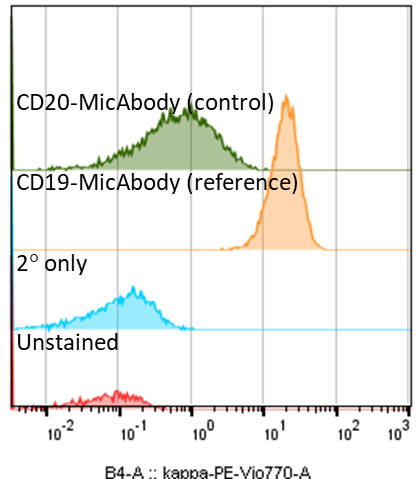 CD20-MicAbody (control)
CD19-MicAbody (reference)
2° only
Unstained
10-2 10-1 100 101 102 103
B4-A :: kappa-PE-Vio770-A